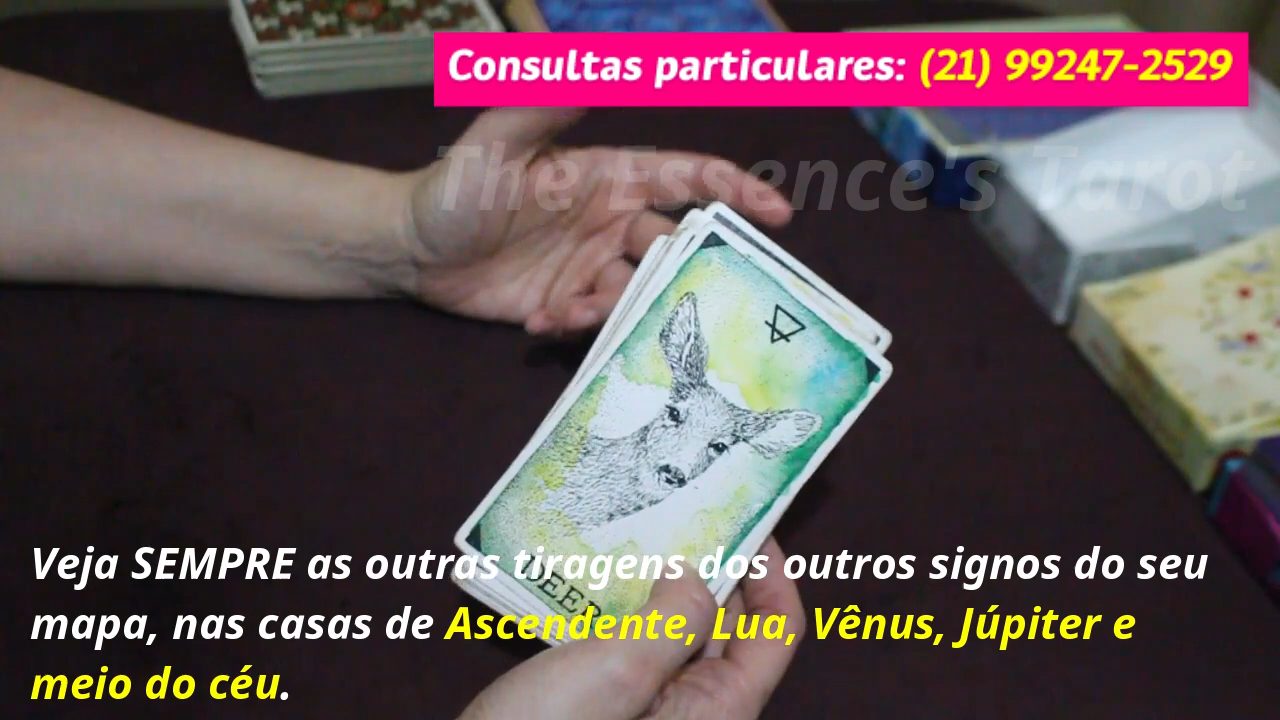 Consultas particulares: (21) 99247-2529
The Essence's Tarot
DEER
Veja SEMPRE as outras tiragens dos outros signos do seu
mapa, nas casas de Ascendente, Lua, Vênus, Júpiter e
meio do céu.